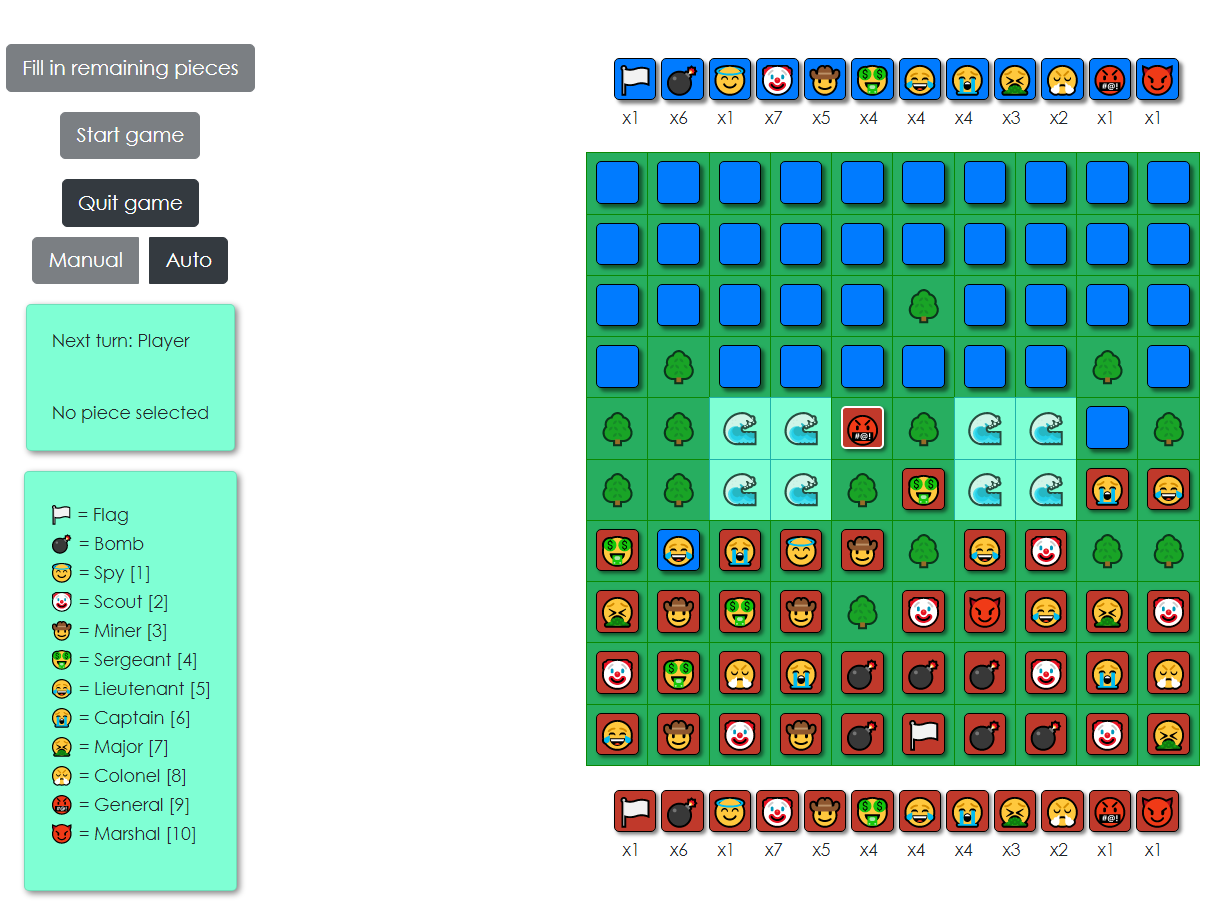 Fill in remaining pieces
Start game
Quit game
Manual Auto
Next turn: Player
No piece selected
= Flag
= Bomb
= Spy [1]
= Scout [2]
= Miner [3]
= Sergeant [4]
= Lieutenant [5]
= Captain [6]
= Major [7]
= Colonel [8]
= General [9]
= Marshal [10]
x1 x6 x1 x7 x5 x4 x4 x4 x3 x2 x1 x1
x1 x6 x1 x7 x5 x4 x4 x4 x3 x2 x1 x1